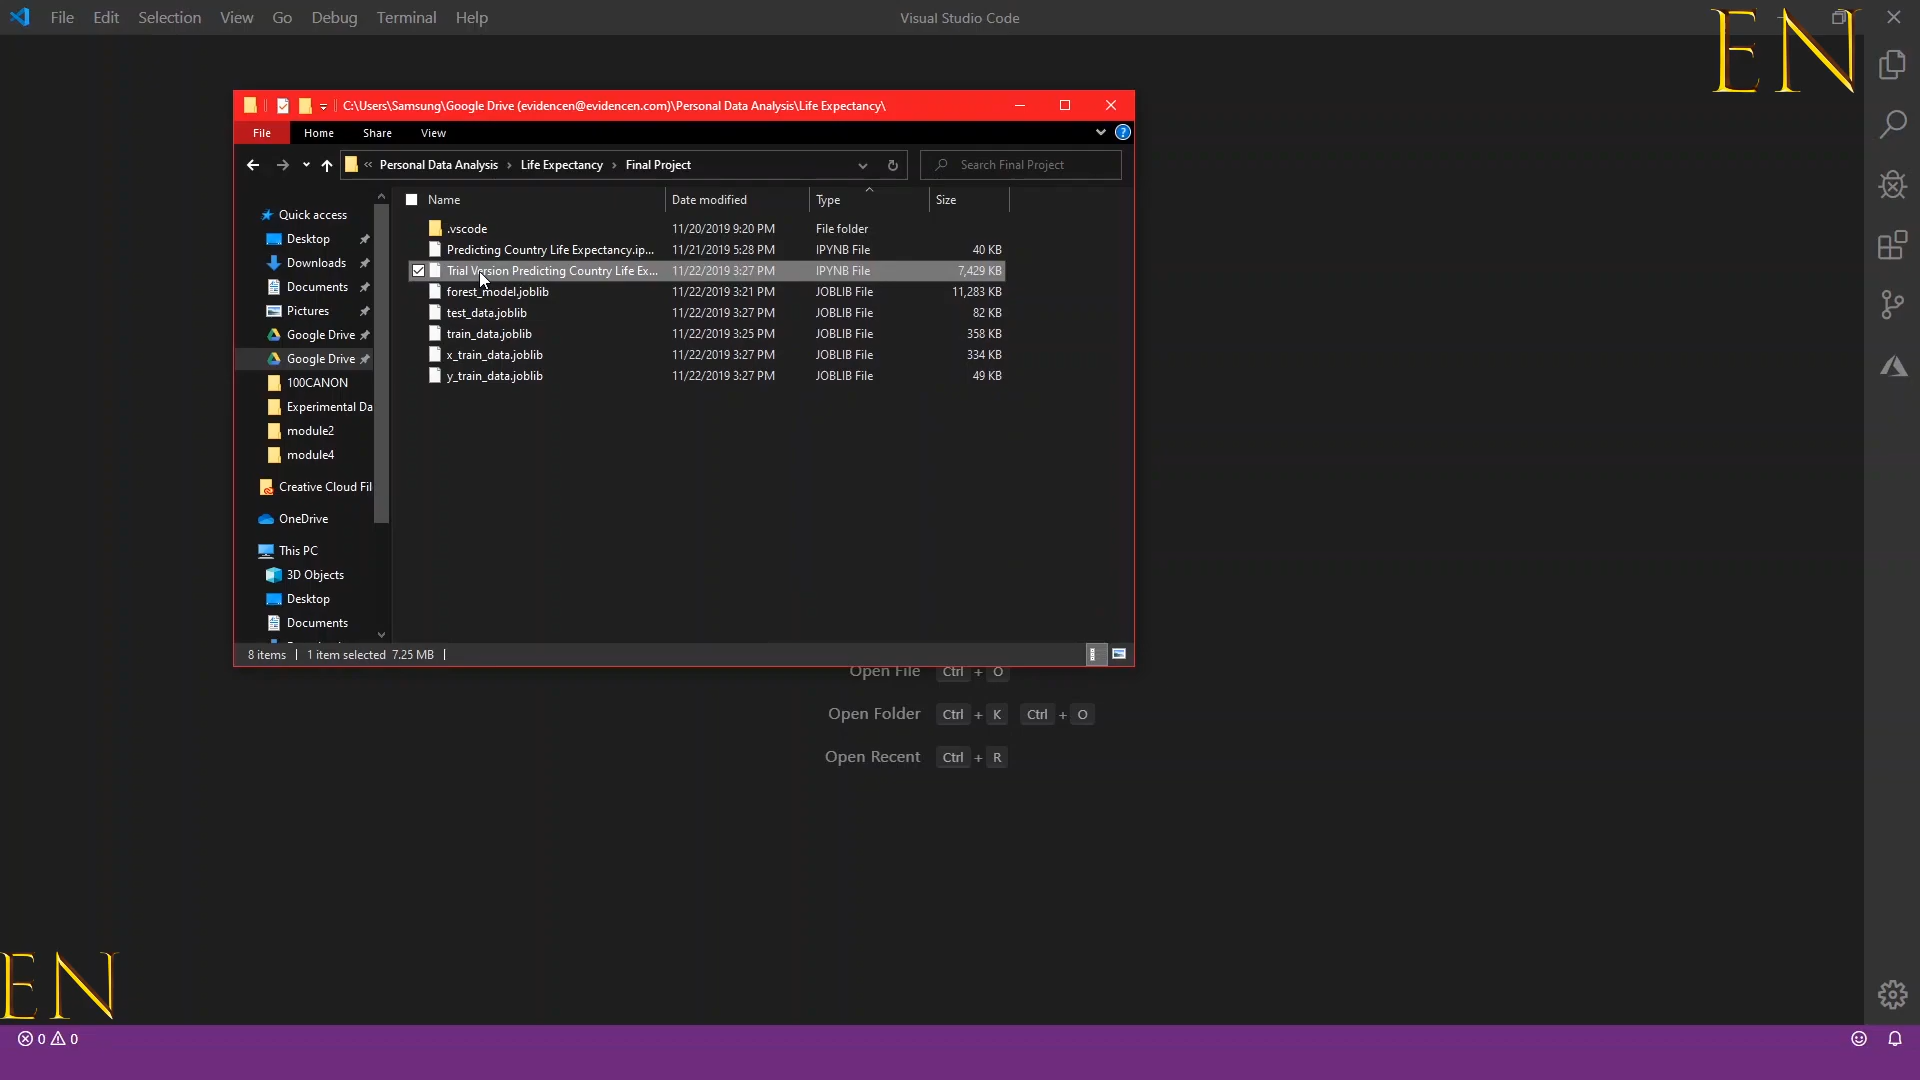 File Edit Selection View Go Debug Terminal Help
Visual Studio Code
EN
C:\Users\Samsung\Google Drive (evidencen@evidencen.com)\Personal Data Analysis\Life Expectancy\
File Home Share View
« Personal Data Analysis › Life Expectancy › Final Project
Search Final Project
Name Date modified Type Size
.vscode 11/20/2019 9:20 PM File folder
Predicting Country Life Expectancy.ip... 11/21/2019 5:28 PM IPYNB File 40 KB
Trial Version Predicting Country Life Ex... 11/22/2019 3:27 PM IPYNB File 7,429 KB
forest_model.joblib 11/22/2019 3:21 PM JOBLIB File 11,283 KB
test_data.joblib 11/22/2019 3:27 PM JOBLIB File 82 KB
train_data.joblib 11/22/2019 3:25 PM JOBLIB File 358 KB
x_train_data.joblib 11/22/2019 3:27 PM JOBLIB File 334 KB
y_train_data.joblib 11/22/2019 3:27 PM JOBLIB File 49 KB
Quick access
Desktop
Downloads
Documents
Pictures
Google Drive
Google Drive
100CANON
Experimental Da
module2
module4
Creative Cloud Fil
OneDrive
This PC
3D Objects
Desktop
Documents
8 items 1 item selected 7.25 MB
Open File Ctrl + O
Open Folder Ctrl + K Ctrl + O
Open Recent Ctrl + R
EN
0 0